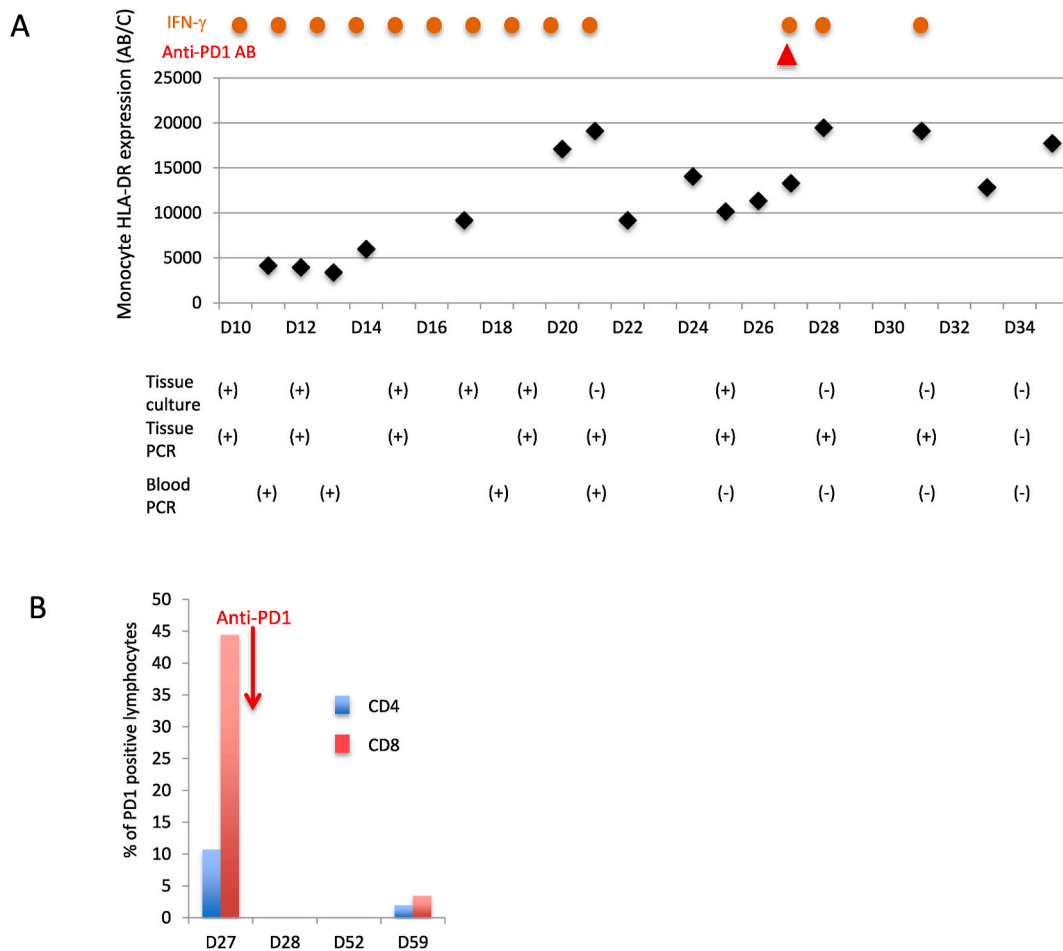 A
IFN-γ
Anti-PD1 AB
Monocyte HLA-DR expression (AB/C)
25000
20000
15000
10000
5000
0
D10 D12 D14 D16 D18 D20 D22 D24 D26 D28 D30 D32 D34
Tissue (+) (+) (+) (+) (+) (-) (+) (-) (-) (-)
culture
Tissue (+) (+) (+) (+) (+) (+) (+) (+) (-)
PCR
Blood (+) (+) (+) (+) (-) (-) (-) (-)
PCR
B
% of PD1 positive lymphocytes
50
45
40
35
30
25
20
15
10
5
0
Anti-PD1
CD4
CD8
D27 D28 D52 D59